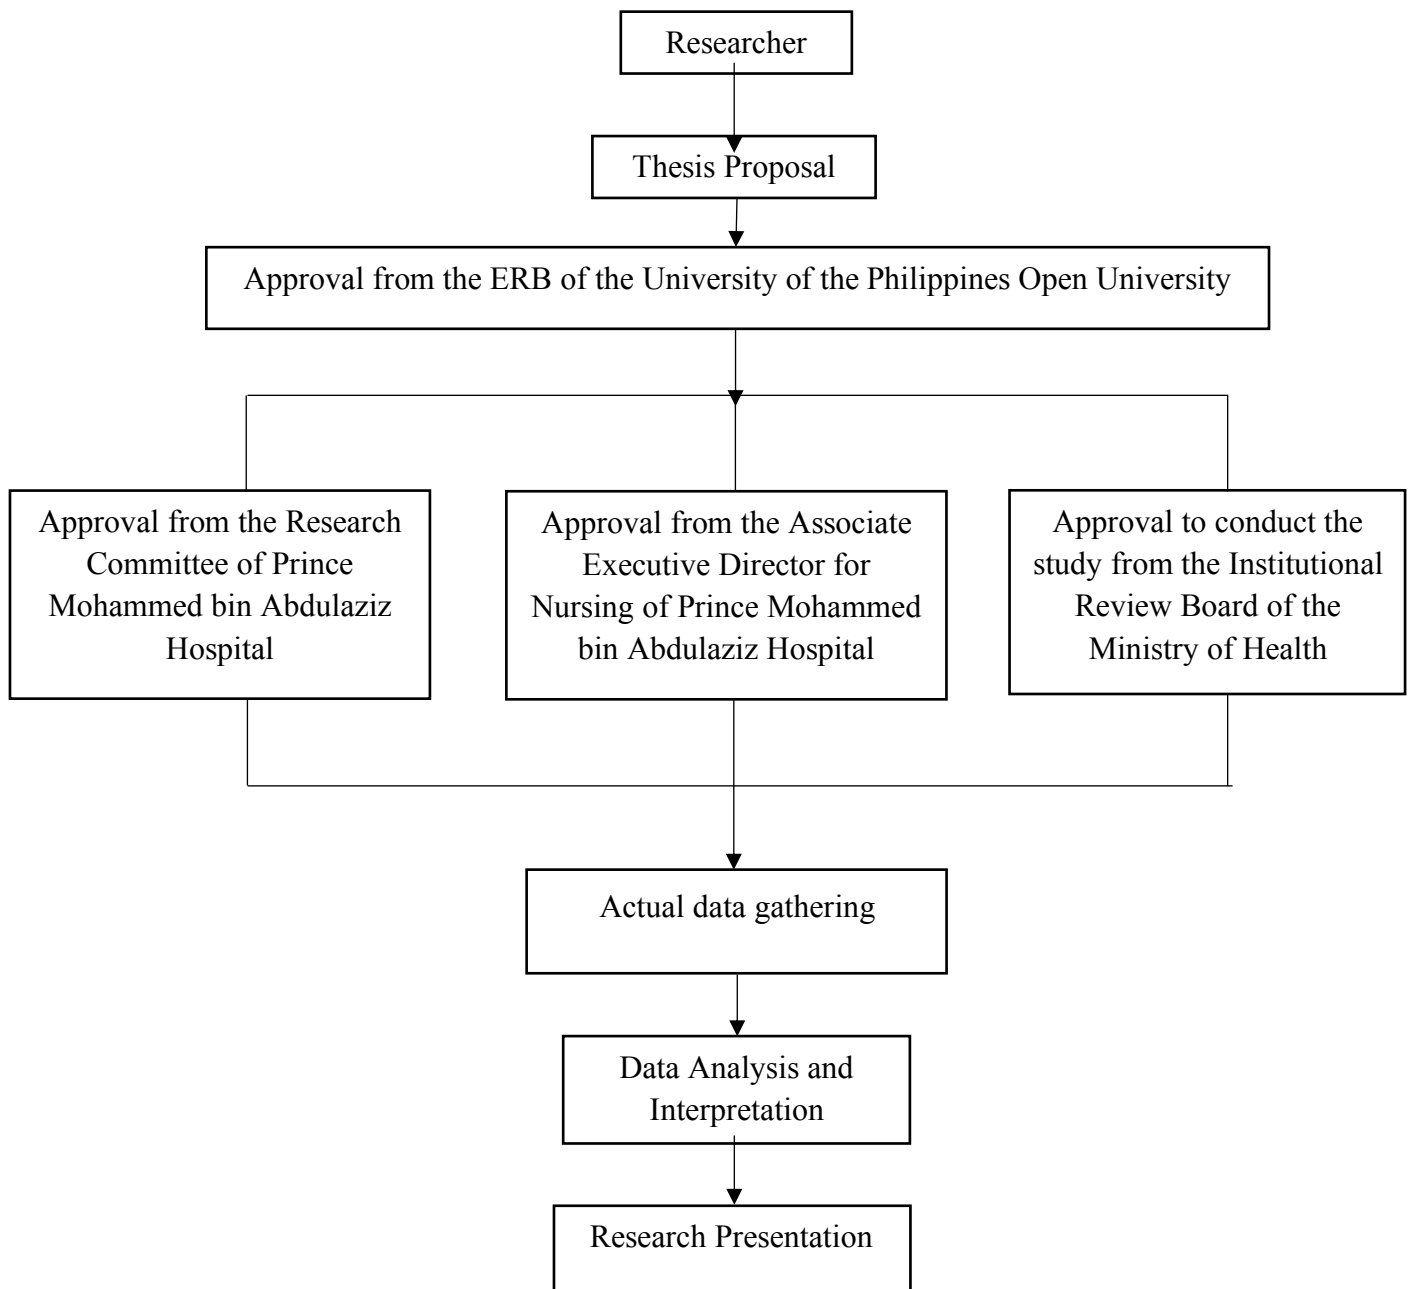 Researcher
Thesis Proposal
Approval from the ERB of the University of the Philippines Open University
Approval from the Research
Committee of Prince
Mohammed bin Abdulaziz
Hospital
Approval from the Associate
Executive Director for
Nursing of Prince Mohammed
bin Abdulaziz Hospital
Approval to conduct the
study from the Institutional
Review Board of the
Ministry of Health
Actual data gathering
Data Analysis and
Interpretation
Research Presentation